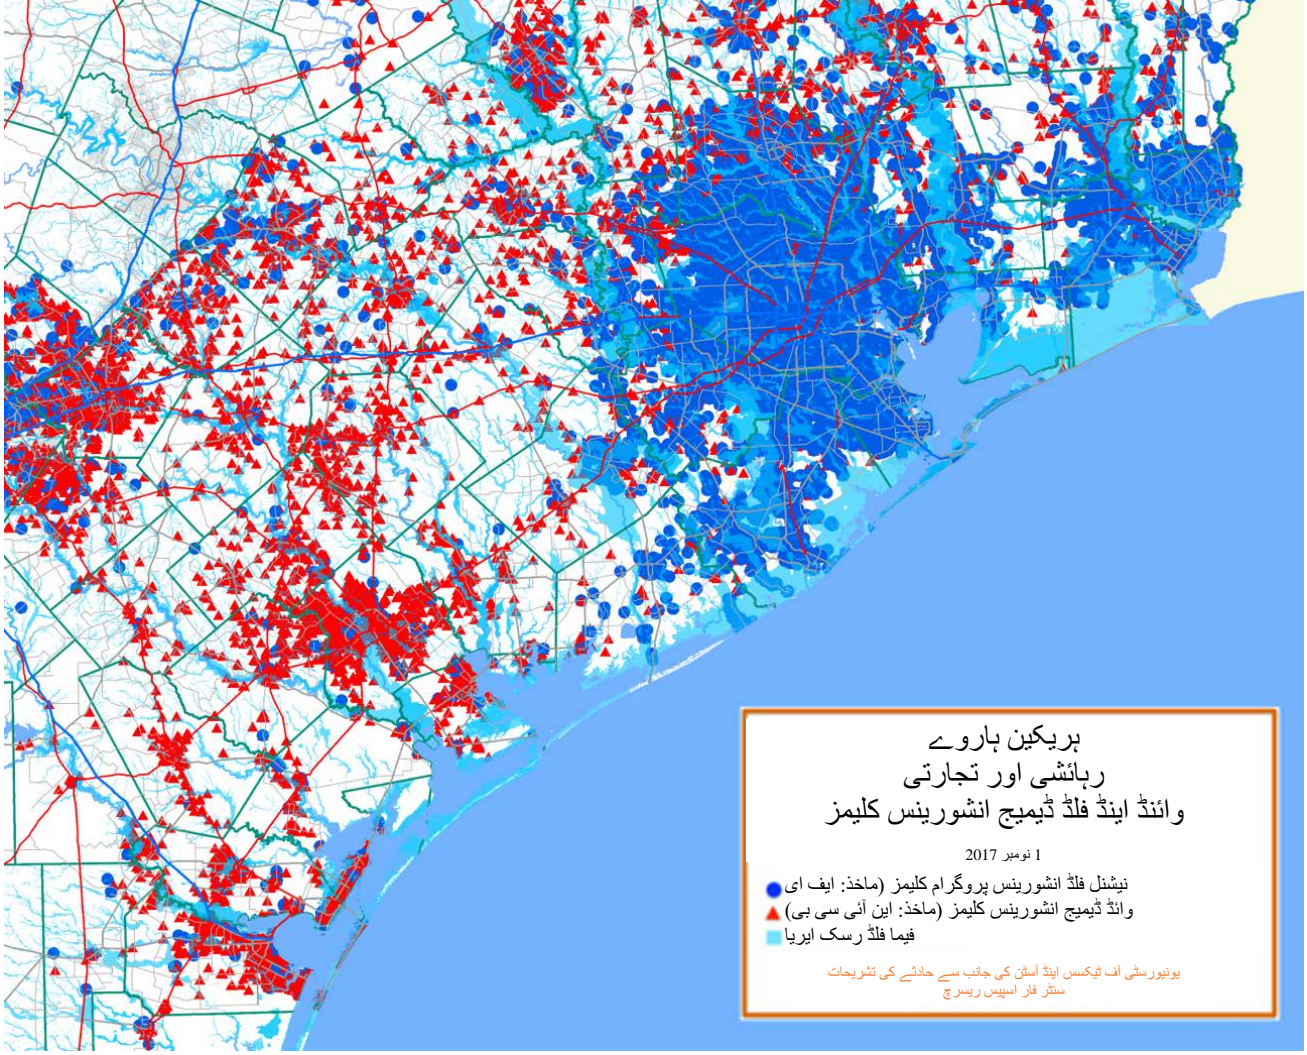 ہریکین ہاروے
رہائشی اور تجارتی
وائنڈ اینڈ فلڈ ڈیمیج انشورینس کلیمز
1 نومبر 2017
نیشنل فلڈ انشورینس پروگرام کلیمز (ماخذ: ایف ای
وائڈ ڈیمیج انشورینس کلیمز (ماخذ: این آئی سی بی)
فیما فلڈ رسک ایریا
یونیورسٹی آف ٹیکسس اینڈ آسٹن کی جانب سے حادثے کی تشریحات
سنٹر فار اسپیس ریسرچ